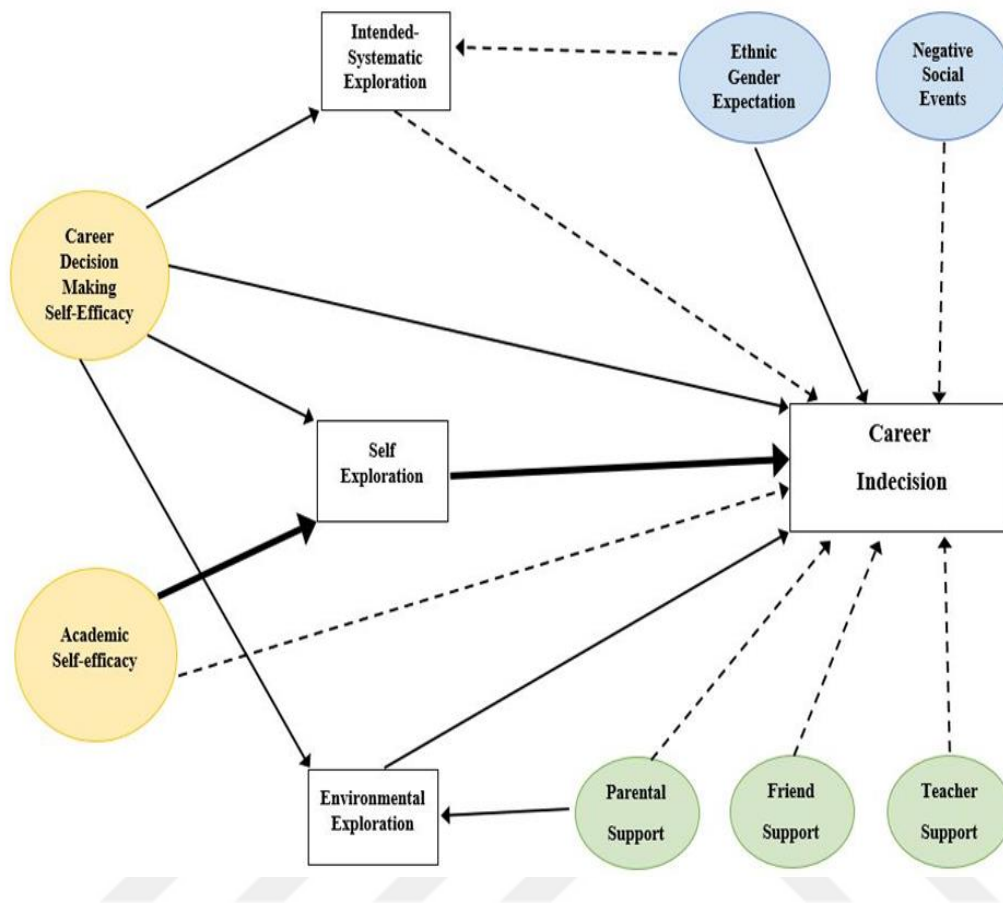 Intended-
Systematic
Exploration
Ethnic
Gender
Expectation
Negative
Social
Events
Career
Decision
Making
Self-Efficacy
Self
Exploration
Career
Indecision
Academic
Self-efficacy
Environmental
Exploration
Parental
Support
Friend
Support
Teacher
Support